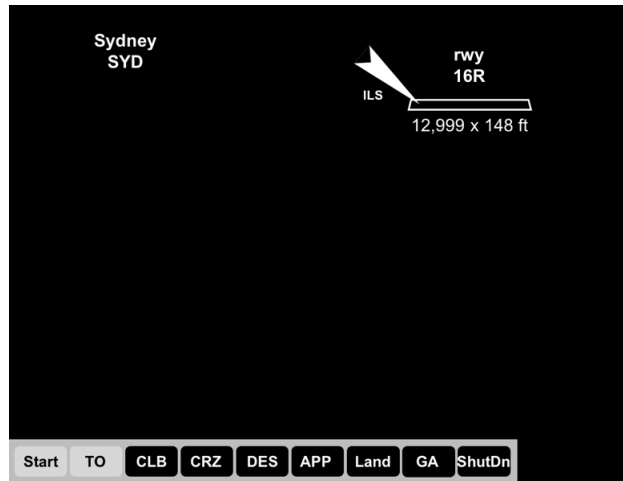 Sydney
SYD
rwy
16R
ILS
12,999 x 148 ft
Start TO CLB CRZ DES APP Land GA ShutDn